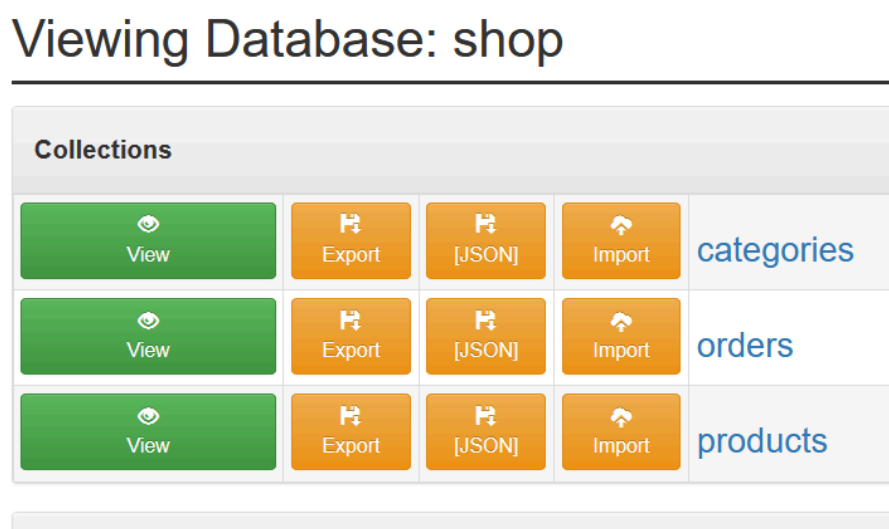 Viewing Database: shop
Collections
View Export [JSON] Import categories
View Export [JSON] Import orders
View Export [JSON] Import products